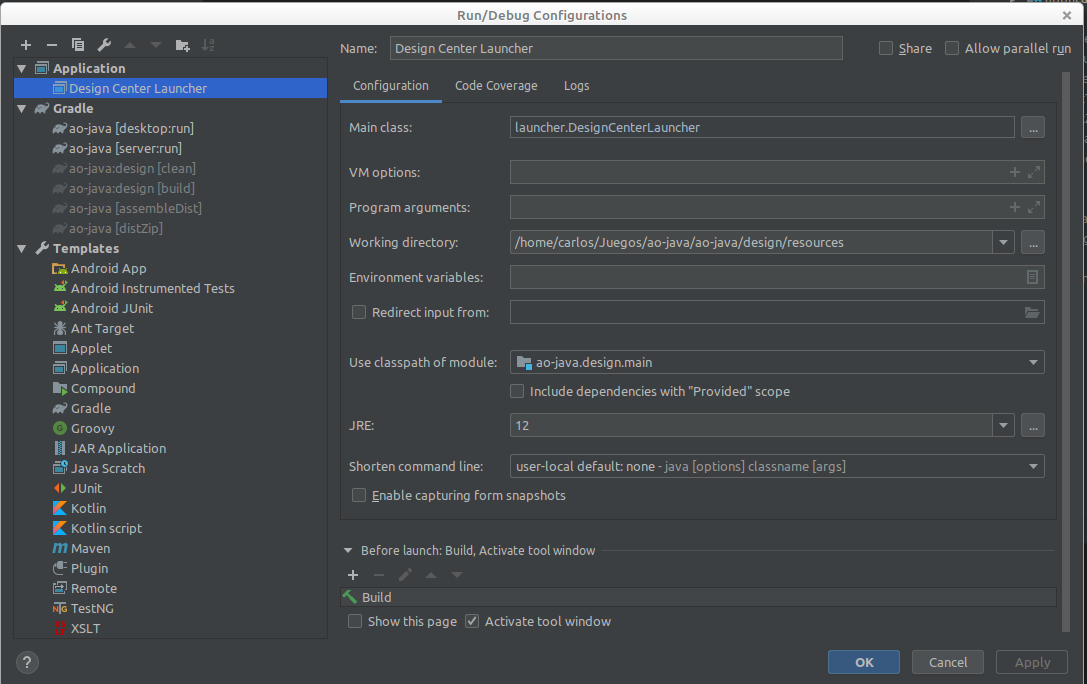 Run/Debug Configurations
Name: Design Center Launcher Share Allow parallel run
Application
Design Center Launcher
Gradle
ao-java [desktop:run]
ao-java [server:run]
ao-java:design [clean]
ao-java:design [build]
ao-java [assembleDist]
ao-java [distZip]
Templates
Android App
Android Instrumented Tests
Android JUnit
Ant Target
Applet
Application
Compound
Gradle
Groovy
JAR Application
Java Scratch
JUnit
Kotlin
Kotlin script
Maven
Plugin
Remote
TestNG
XSLT
Configuration Code Coverage Logs
Main class: launcher.DesignCenterLauncher ...
VM options:
Program arguments:
Working directory: /home/carlos/Juegos/ao-java/ao-java/design/resources ...
Environment variables:
Redirect input from:
Use classpath of module: ao-java.design.main
Include dependencies with "Provided" scope
JRE: 12 ...
Shorten command line: user-local default: none - java [options] classname [args]
Enable capturing form snapshots
Before launch: Build, Activate tool window
Build
Show this page Activate tool window
? OK Cancel Apply